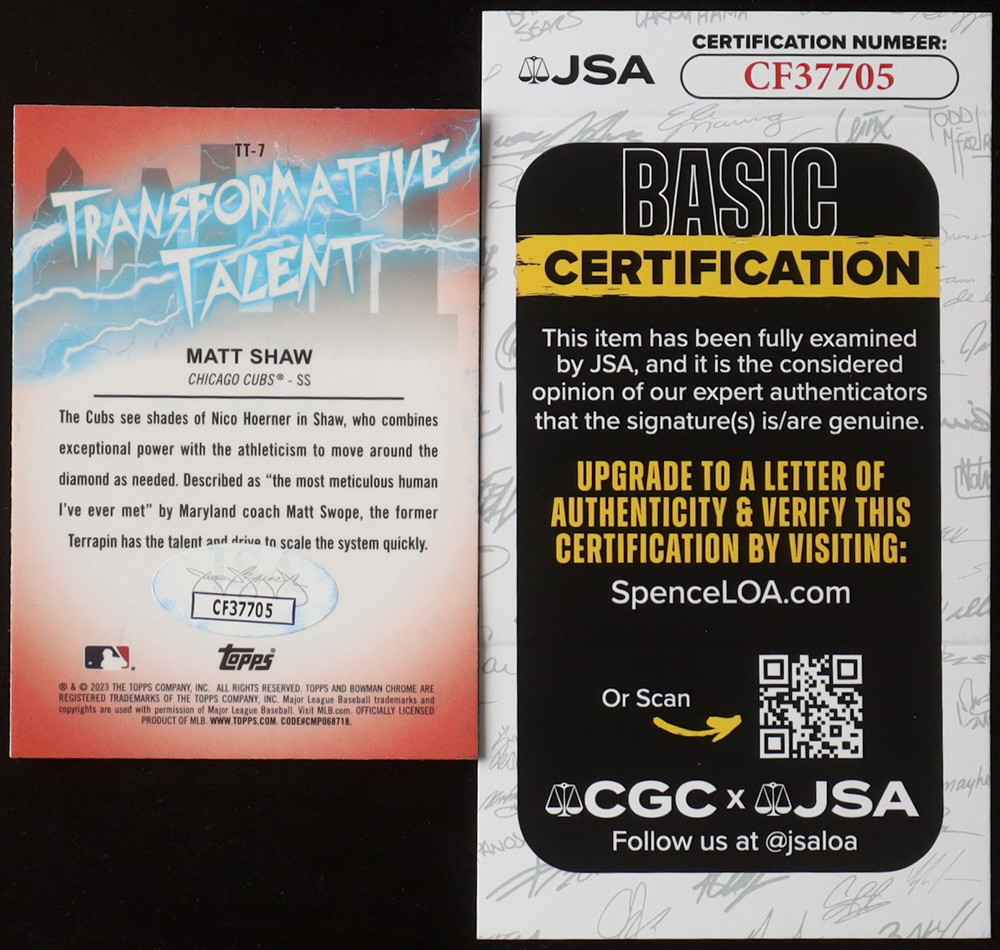 TT-7
TRANSFORMATIVE
TALENT
MATT SHAW
CHICAGO CUBS® - SS
The Cubs see shades of Nico Hoerner in Shaw, who combines
exceptional power with the athleticism to move around the
diamond as needed. Described as “the most meticulous human
I’ve ever met” by Maryland coach Matt Swope, the former
Terrapin has the talent and drive to scale the system quickly.
CF37705
Topps®
® & © 2023 THE TOPPS COMPANY, INC. ALL RIGHTS RESERVED. TOPPS AND BOWMAN CHROME ARE
REGISTERED TRADEMARKS OF THE TOPPS COMPANY, INC. Major League Baseball trademarks and
copyrights are used with permission of Major League Baseball. Visit MLB.com. OFFICIALLY LICENSED
PRODUCT OF MLB. WWW.TOPPS.COM. CODE#CMP068718.
JSA
CERTIFICATION NUMBER:
CF37705
BASIC
CERTIFICATION
This item has been fully examined
by JSA, and it is the considered
opinion of our expert authenticators
that the signature(s) is/are genuine.
UPGRADE TO A LETTER OF
AUTHENTICITY & VERIFY THIS
CERTIFICATION BY VISITING:
SpenceLOA.com
Or Scan
CGC x JSA
Follow us at @jsaloa